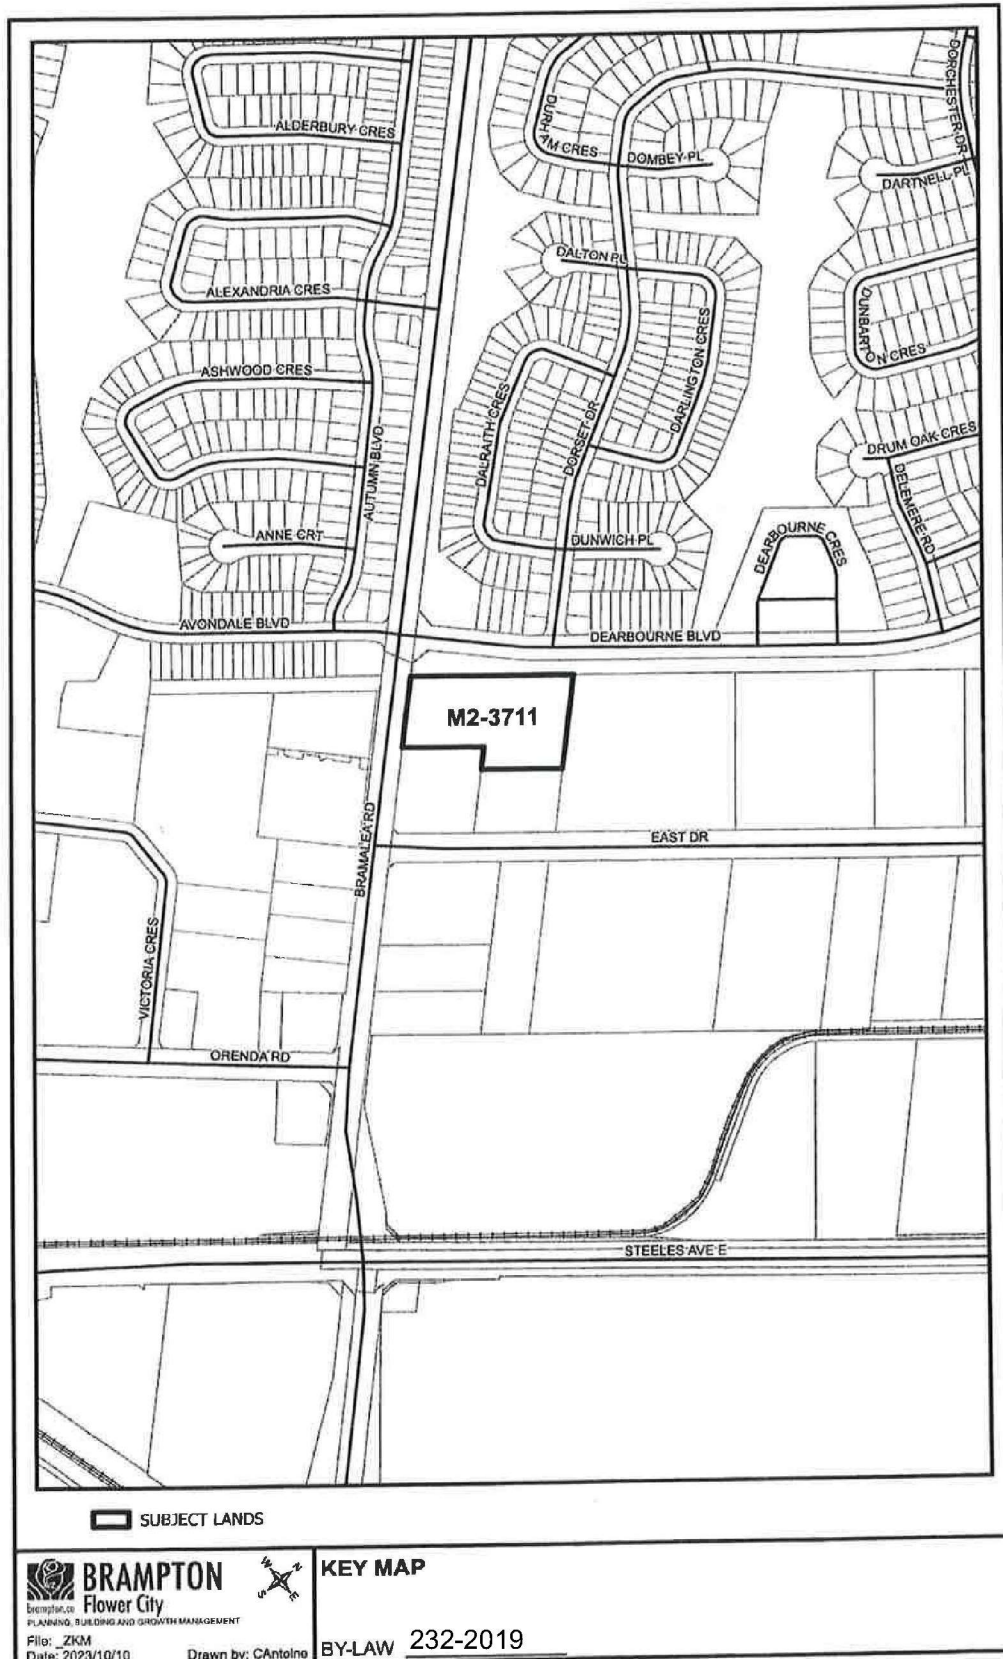 DORCHESTER DR
ALDERBURY CRES
DURHAM CRES
DOMBEY PL
DARTNELL PL
DALTON PL
ALEXANDRIA CRES
DUNBARTON CRES
DARLINGTON CRES
ASHWOOD CRES
DALRAITH CRES
DORSET DR
AUTUMN BLVD
DRUM OAK CRES
DELEMERE RD
ANNE CRT
DUNWICH PL
DEARBOURNE CRES
AVONDALE BLVD
DEARBOURNE BLVD
M2-3711
BRAMALEA RD
EAST DR
VICTORIA CRES
ORENDA RD
STEELES AVE E
SUBJECT LANDS
BRAMPTON
brampton.ca Flower City
PLANNING, BUILDING AND GROWTH MANAGEMENT
W N
S E
File: _ZKM
Date: 2023/10/10 Drawn by: CAntoine
KEY MAP
BY-LAW 232-2019